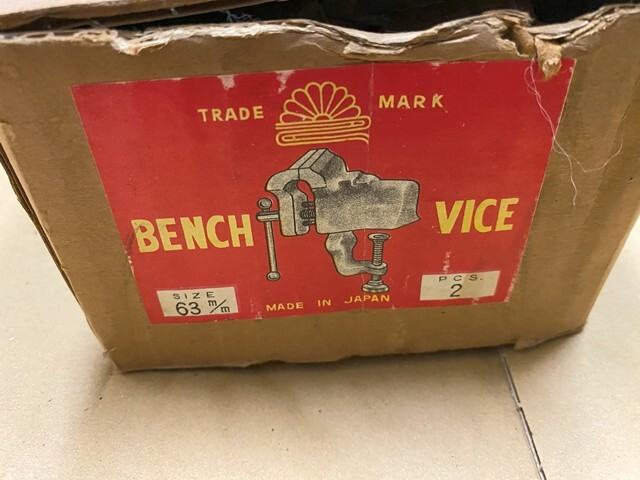 TRADE MARK
BENCH VICE
SIZE
63 m/m
PCS.
2
MADE IN JAPAN